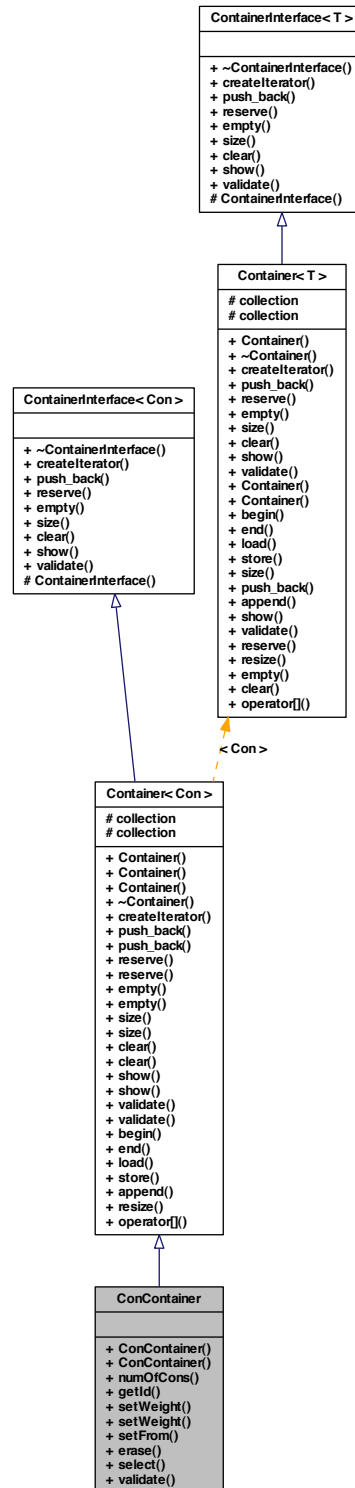 ContainerInterface< T >
+ ~ContainerInterface()
+ createIterator()
+ push_back()
+ reserve()
+ empty()
+ size()
+ clear()
+ show()
+ validate()
# ContainerInterface()
Container< T >
# collection
# collection
+ Container()
+ ~Container()
+ createIterator()
+ push_back()
+ reserve()
+ empty()
+ size()
+ clear()
+ show()
+ validate()
+ Container()
+ Container()
+ begin()
+ end()
+ load()
+ store()
+ size()
+ push_back()
+ append()
+ show()
+ validate()
+ reserve()
+ resize()
+ empty()
+ clear()
+ operator[]()
ContainerInterface< Con >
+ ~ContainerInterface()
+ createIterator()
+ push_back()
+ reserve()
+ empty()
+ size()
+ clear()
+ show()
+ validate()
# ContainerInterface()
< Con >
Container< Con >
# collection
# collection
+ Container()
+ Container()
+ Container()
+ ~Container()
+ createIterator()
+ push_back()
+ push_back()
+ reserve()
+ reserve()
+ empty()
+ empty()
+ size()
+ size()
+ clear()
+ clear()
+ show()
+ show()
+ validate()
+ validate()
+ begin()
+ end()
+ load()
+ store()
+ append()
+ resize()
+ operator[]()
ConContainer
+ ConContainer()
+ ConContainer()
+ numOfCons()
+ getId()
+ setWeight()
+ setWeight()
+ setFrom()
+ erase()
+ select()
+ validate()